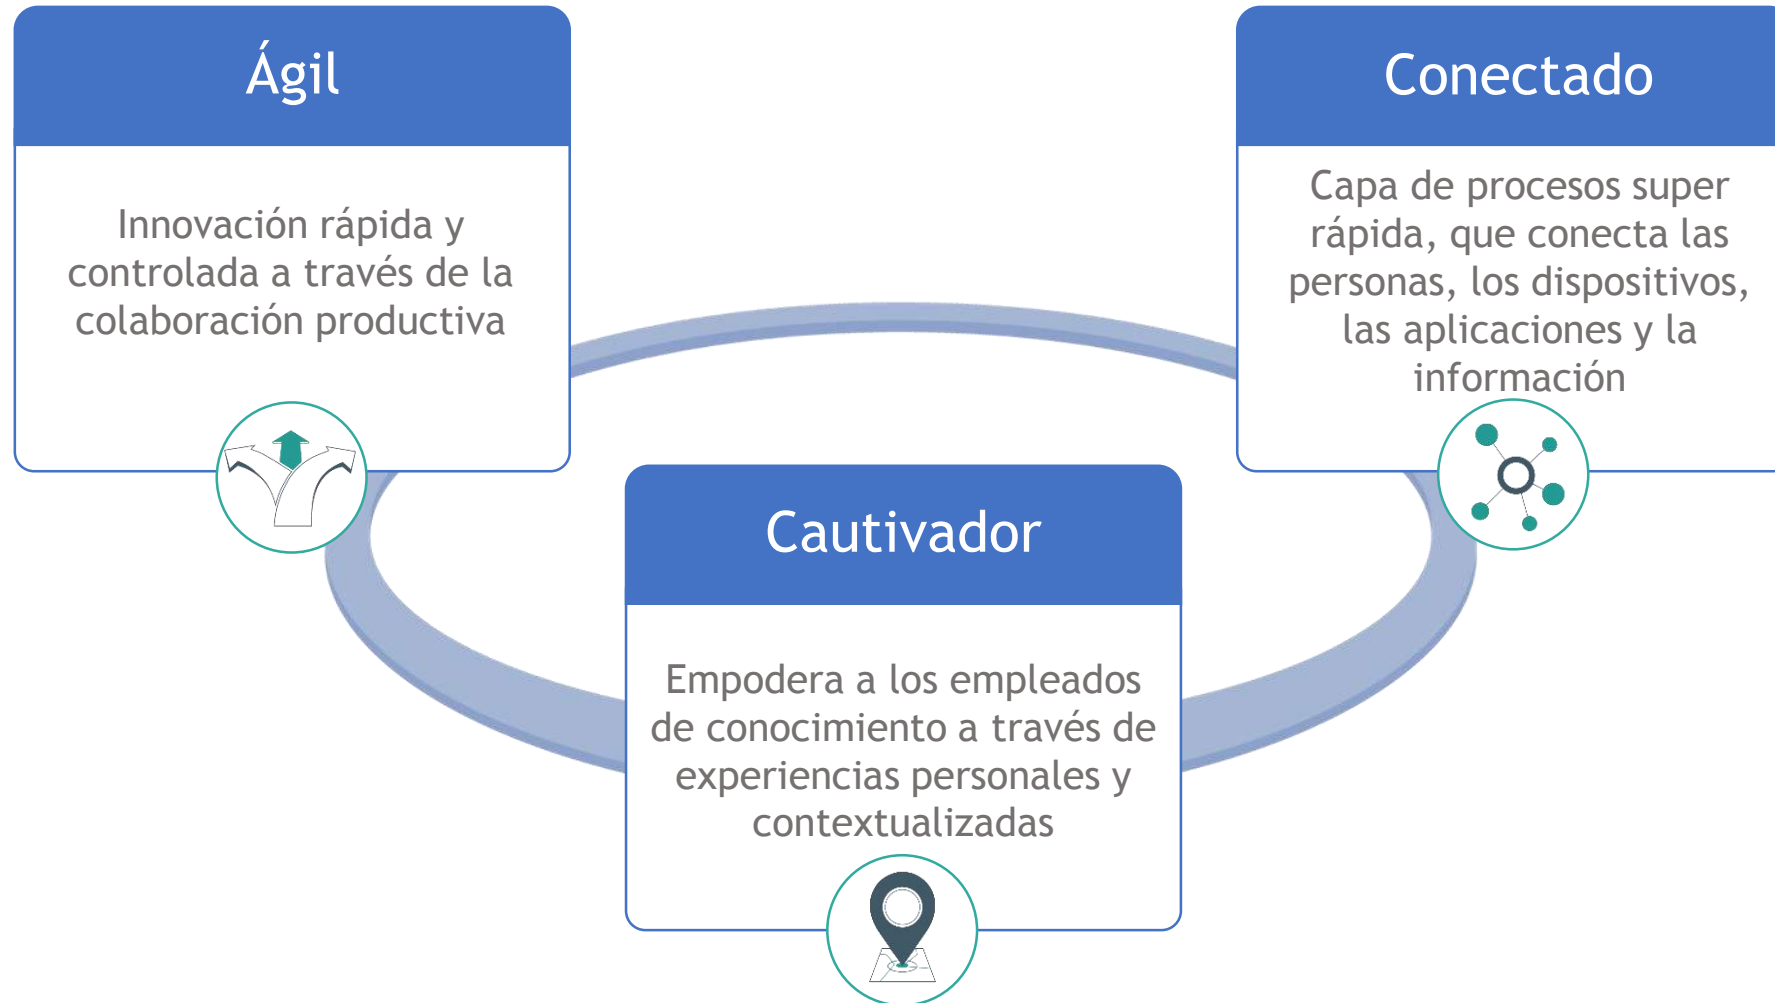 Ágil
Innovación rápida y
controlada a través de la
colaboración productiva
Conectado
Capa de procesos super
rápida, que conecta las
personas, los dispositivos,
las aplicaciones y la
información
Cautivador
Empodera a los empleados
de conocimiento a través de
experiencias personales y
contextualizadas